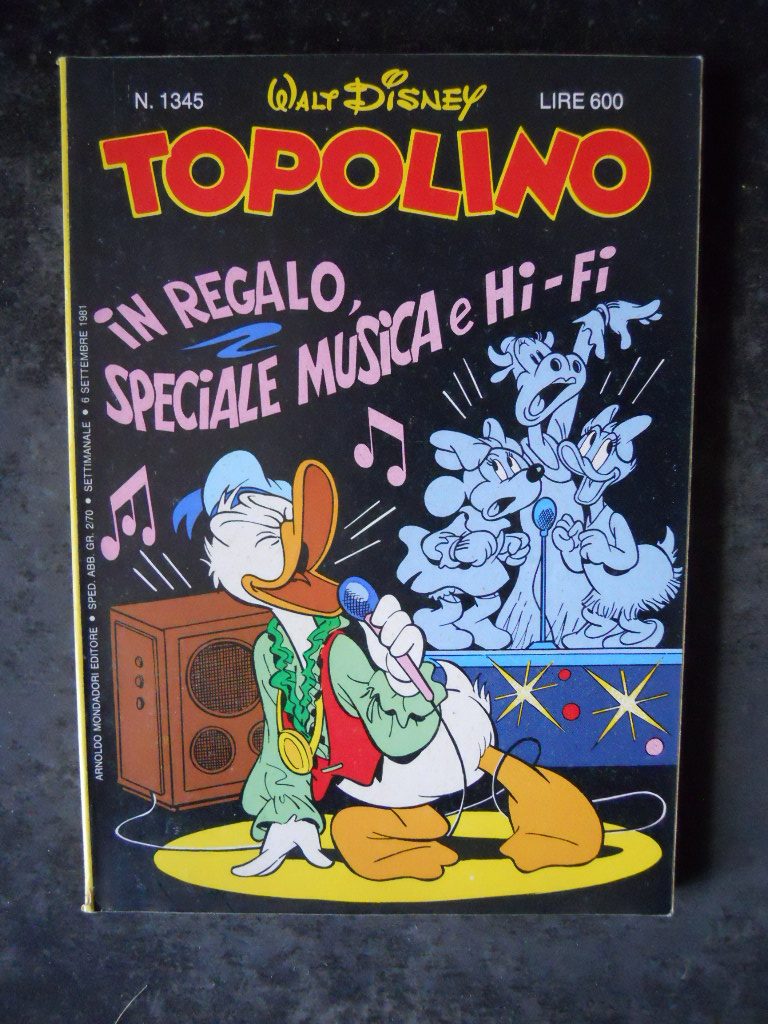 N. 1345
WALT DISNEY
LIRE 600
TOPOLINO
iN REGALO,
SPECiALE MUSiCA e Hi-Fi
ARNOLDO MONDADORI EDITORE • SPED. ABB. GR. 2/70 • SETTIMANALE • 6 SETTEMBRE 1981